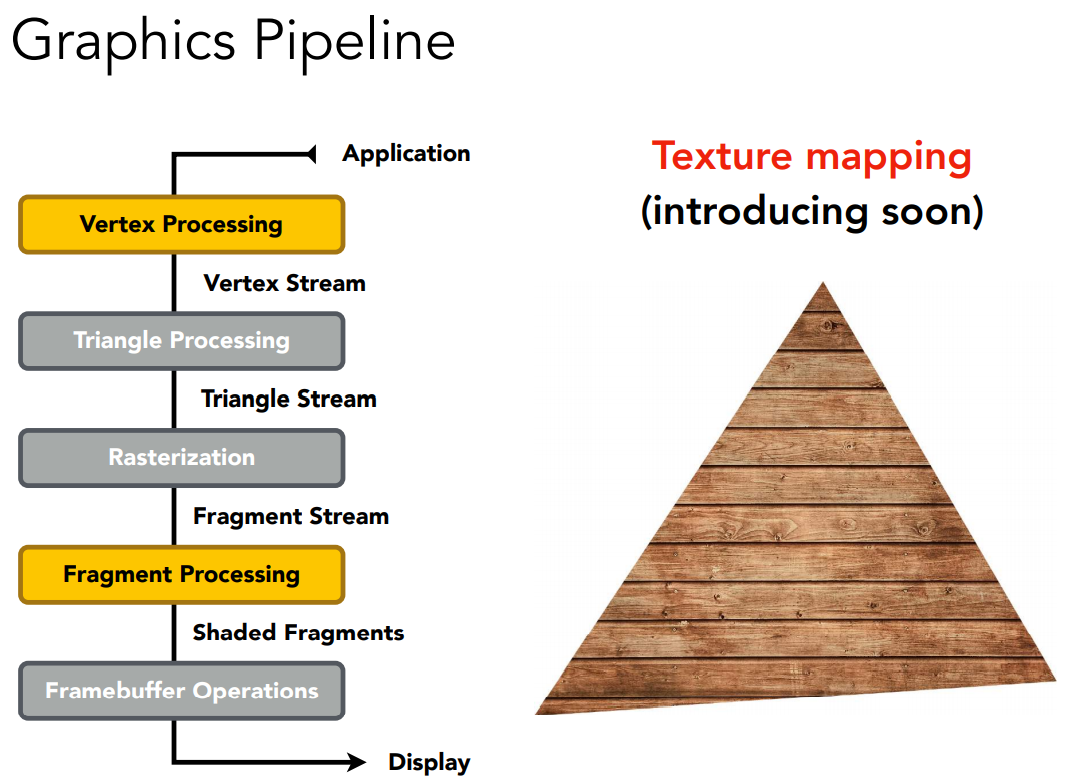 Graphics Pipeline
Application
Vertex Processing
Vertex Stream
Triangle Processing
Triangle Stream
Rasterization
Fragment Stream
Fragment Processing
Shaded Fragments
Framebuffer Operations
Display
Texture mapping
(introducing soon)